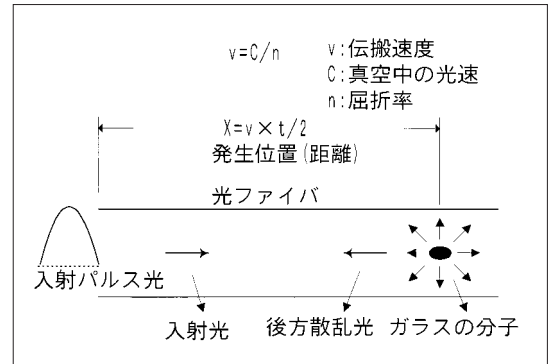 v=C/n
v:伝搬速度
C:真空中の光速
n:屈折率
X=v×t/2
発生位置(距離)
光ファイバ
入射パルス光
入射光
後方散乱光
ガラスの分子